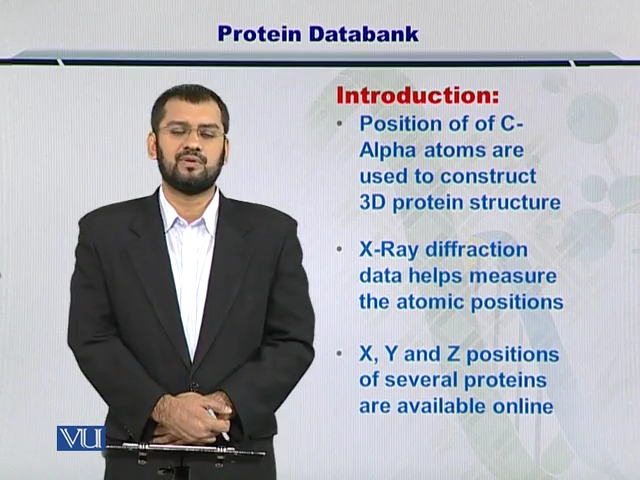 Protein Databank
Introduction:
• Position of of C-
Alpha atoms are
used to construct
3D protein structure
• X-Ray diffraction
data helps measure
the atomic positions
• X, Y and Z positions
of several proteins
are available online
VU